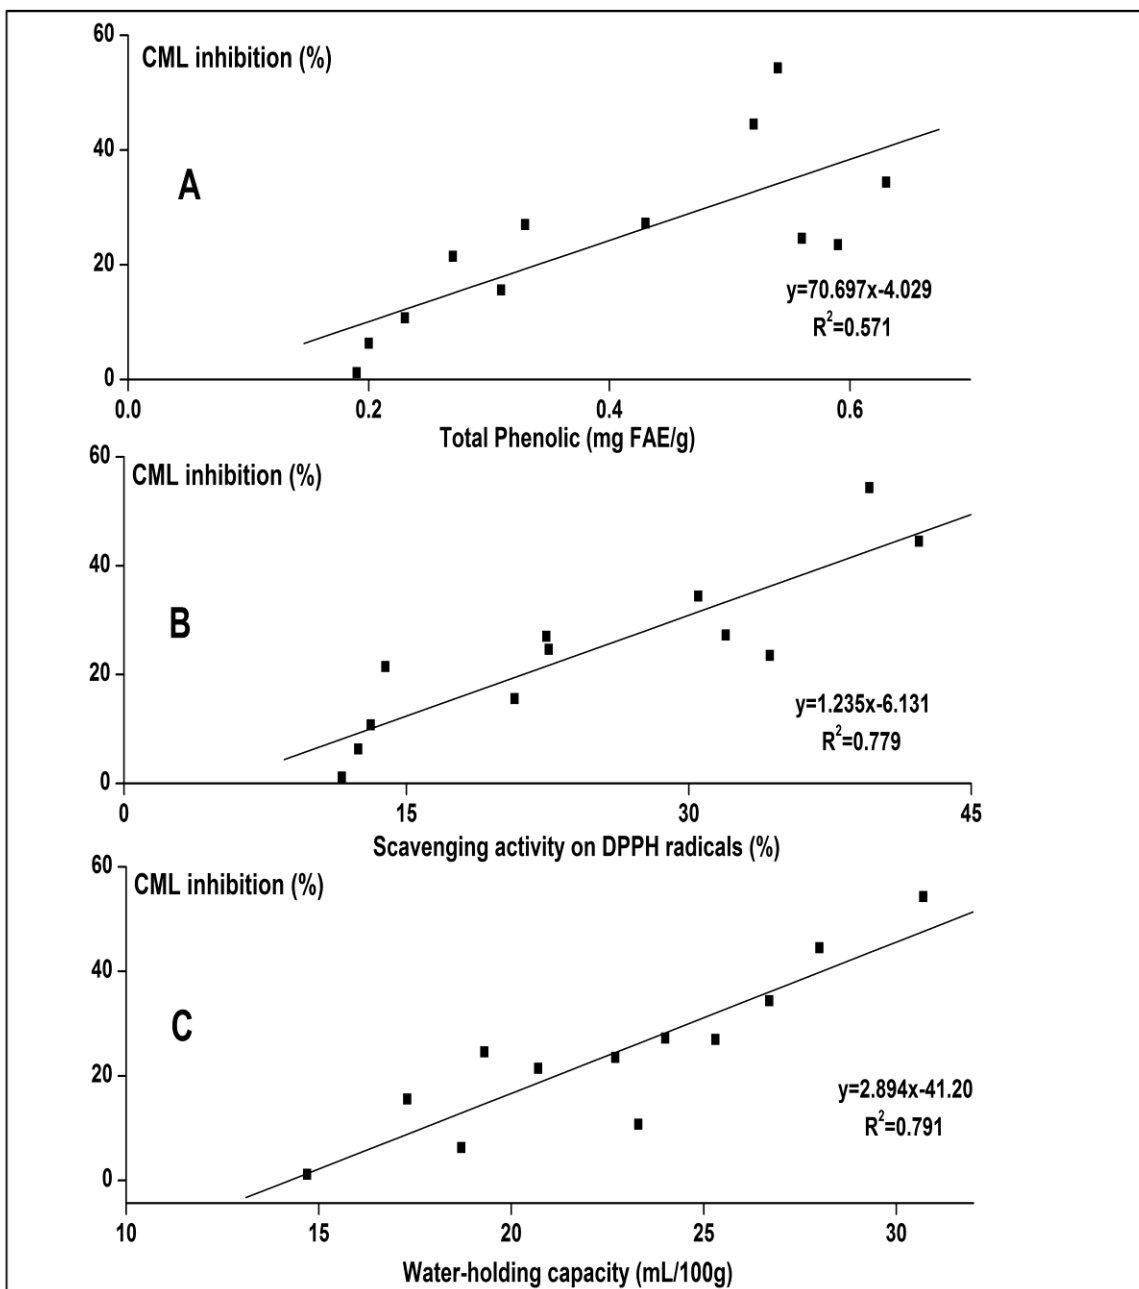 60
CML inhibition (%)
40
A
20
y=70.697x-4.029
R²=0.571
0
0.0 0.2 0.4 0.6
Total Phenolic (mg FAE/g)
60
CML inhibition (%)
40
B
20
y=1.235x-6.131
R²=0.779
0
0 15 30 45
Scavenging activity on DPPH radicals (%)
60
CML inhibition (%)
40
C
20
y=2.894x-41.20
R²=0.791
0
10 15 20 25 30
Water-holding capacity (mL/100g)